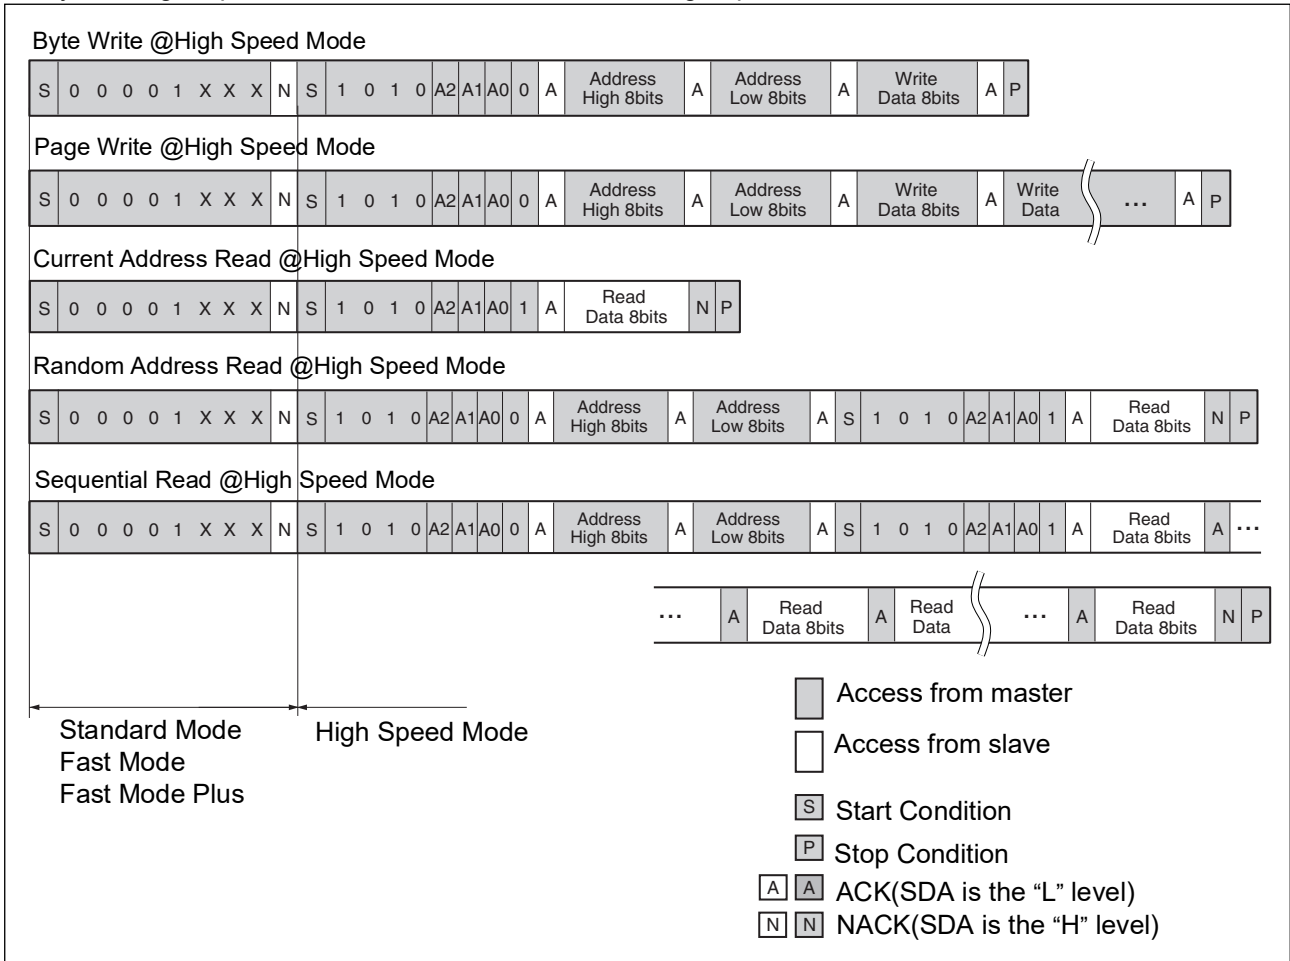 Byte Write @High Speed Mode
S 0 0 0 0 1 X X X N S 1 0 1 0 A2 A1 A0 0 A Address High 8bits A Address Low 8bits A Write Data 8bits A P
Page Write @High Speed Mode
S 0 0 0 0 1 X X X N S 1 0 1 0 A2 A1 A0 0 A Address High 8bits A Address Low 8bits A Write Data 8bits A Write Data ... A P
Current Address Read @High Speed Mode
S 0 0 0 0 1 X X X N S 1 0 1 0 A2 A1 A0 1 A Read Data 8bits N P
Random Address Read @High Speed Mode
S 0 0 0 0 1 X X X N S 1 0 1 0 A2 A1 A0 0 A Address High 8bits A Address Low 8bits A S 1 0 1 0 A2 A1 A0 1 A Read Data 8bits N P
Sequential Read @High Speed Mode
S 0 0 0 0 1 X X X N S 1 0 1 0 A2 A1 A0 0 A Address High 8bits A Address Low 8bits A S 1 0 1 0 A2 A1 A0 1 A Read Data 8bits A ...
... A Read Data 8bits A Read Data ... A Read Data 8bits N P
Standard Mode
Fast Mode
Fast Mode Plus
High Speed Mode
Access from master
Access from slave
S Start Condition
P Stop Condition
A A ACK(SDA is the “L” level)
N N NACK(SDA is the “H” level)